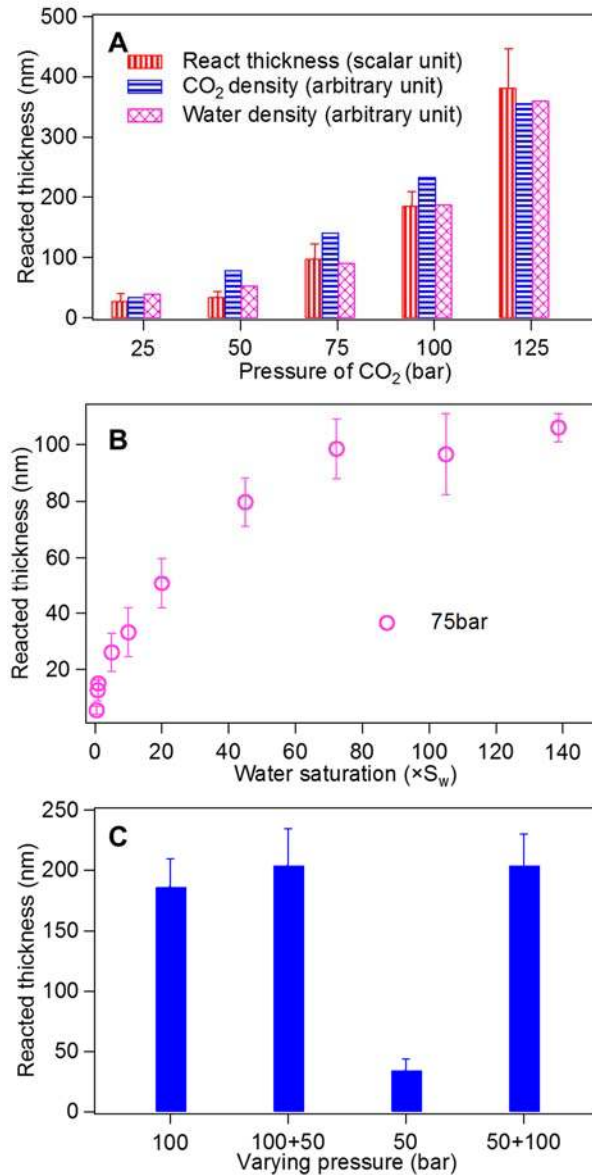 A
React thickness (scalar unit)
CO₂ density (arbitrary unit)
Water density (arbitrary unit)
Reacted thickness (nm)
500
400
300
200
100
0
25 50 75 100 125
Pressure of CO₂ (bar)
B
Reacted thickness (nm)
100
80
60
40
20
75bar
0 20 40 60 80 100 120 140
Water saturation (×Sw)
C
Reacted thickness (nm)
250
200
150
100
50
0
100 100+50 50 50+100
Varying pressure (bar)